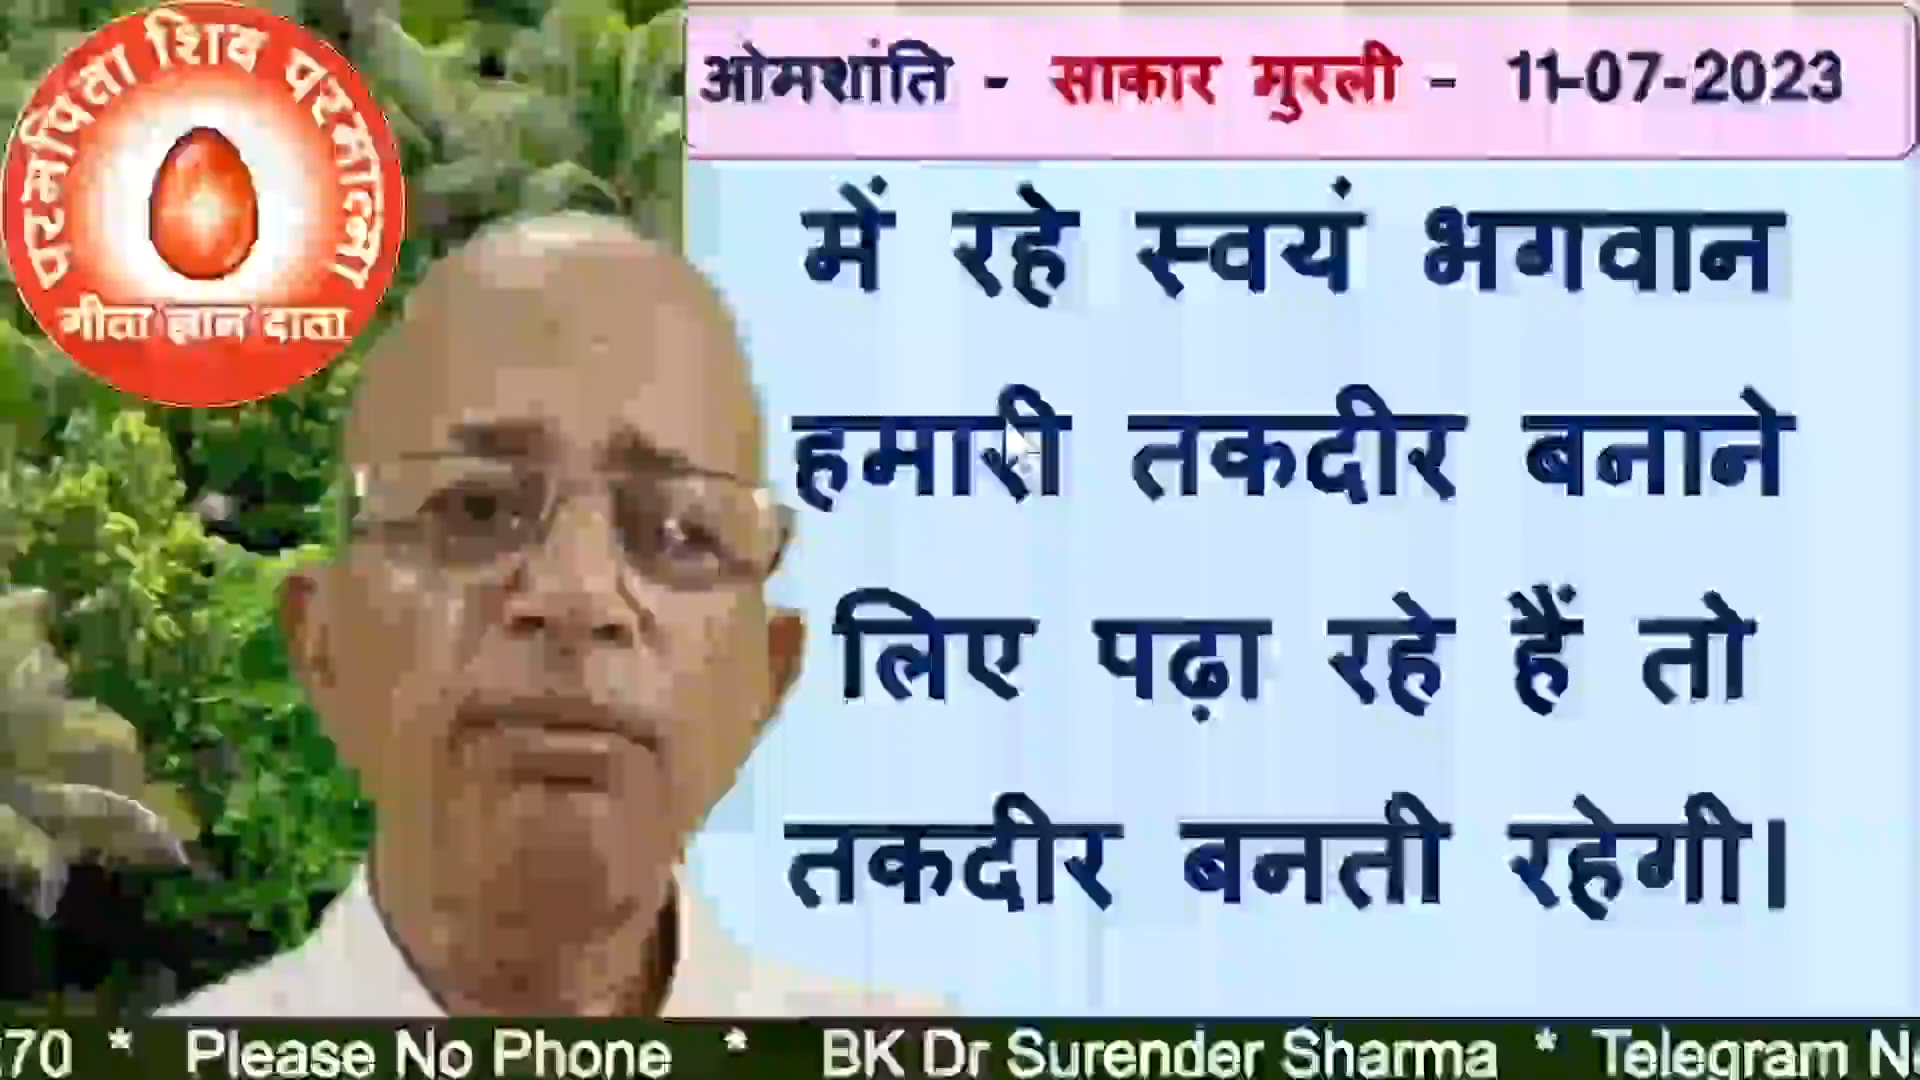 परमपिता शिव परमात्मा
गीता ज्ञान दाता
ओमशांति - साकार मुरली - 11-07-2023
में रहे स्वयं भगवान
हमारी तकदीर बनाने
लिए पढ़ा रहे हैं तो
तकदीर बनती रहेगी।
70 * Please No Phone * BK Dr Surender Sharma * Telegram